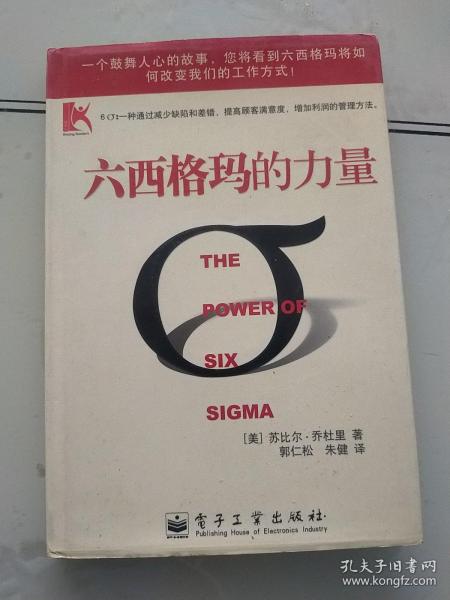 一个鼓舞人心的故事，您将看到六西格玛将如
何改变我们的工作方式！
6σ:一种通过减少缺陷和差错，提高顾客满意度，增加利润的管理方法。
六西格玛的力量
σ
THE
POWER OF
SIX
SIGMA
[美] 苏比尔·乔杜里 著
郭仁松 朱健 译
电子工业出版社
Publishing House of Electronics Industry
孔夫子旧书网
www.kongfz.com